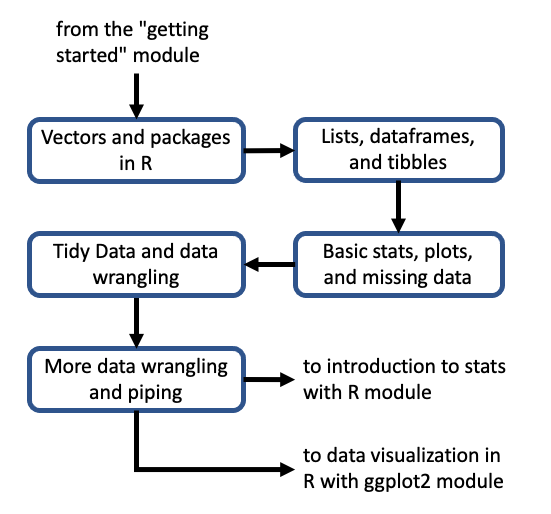 from the "getting
started" module
Vectors and packages
in R
Lists, dataframes,
and tibbles
Tidy Data and data
wrangling
Basic stats, plots,
and missing data
More data wrangling
and piping
to introduction to stats
with R module
to data visualization in
R with ggplot2 module